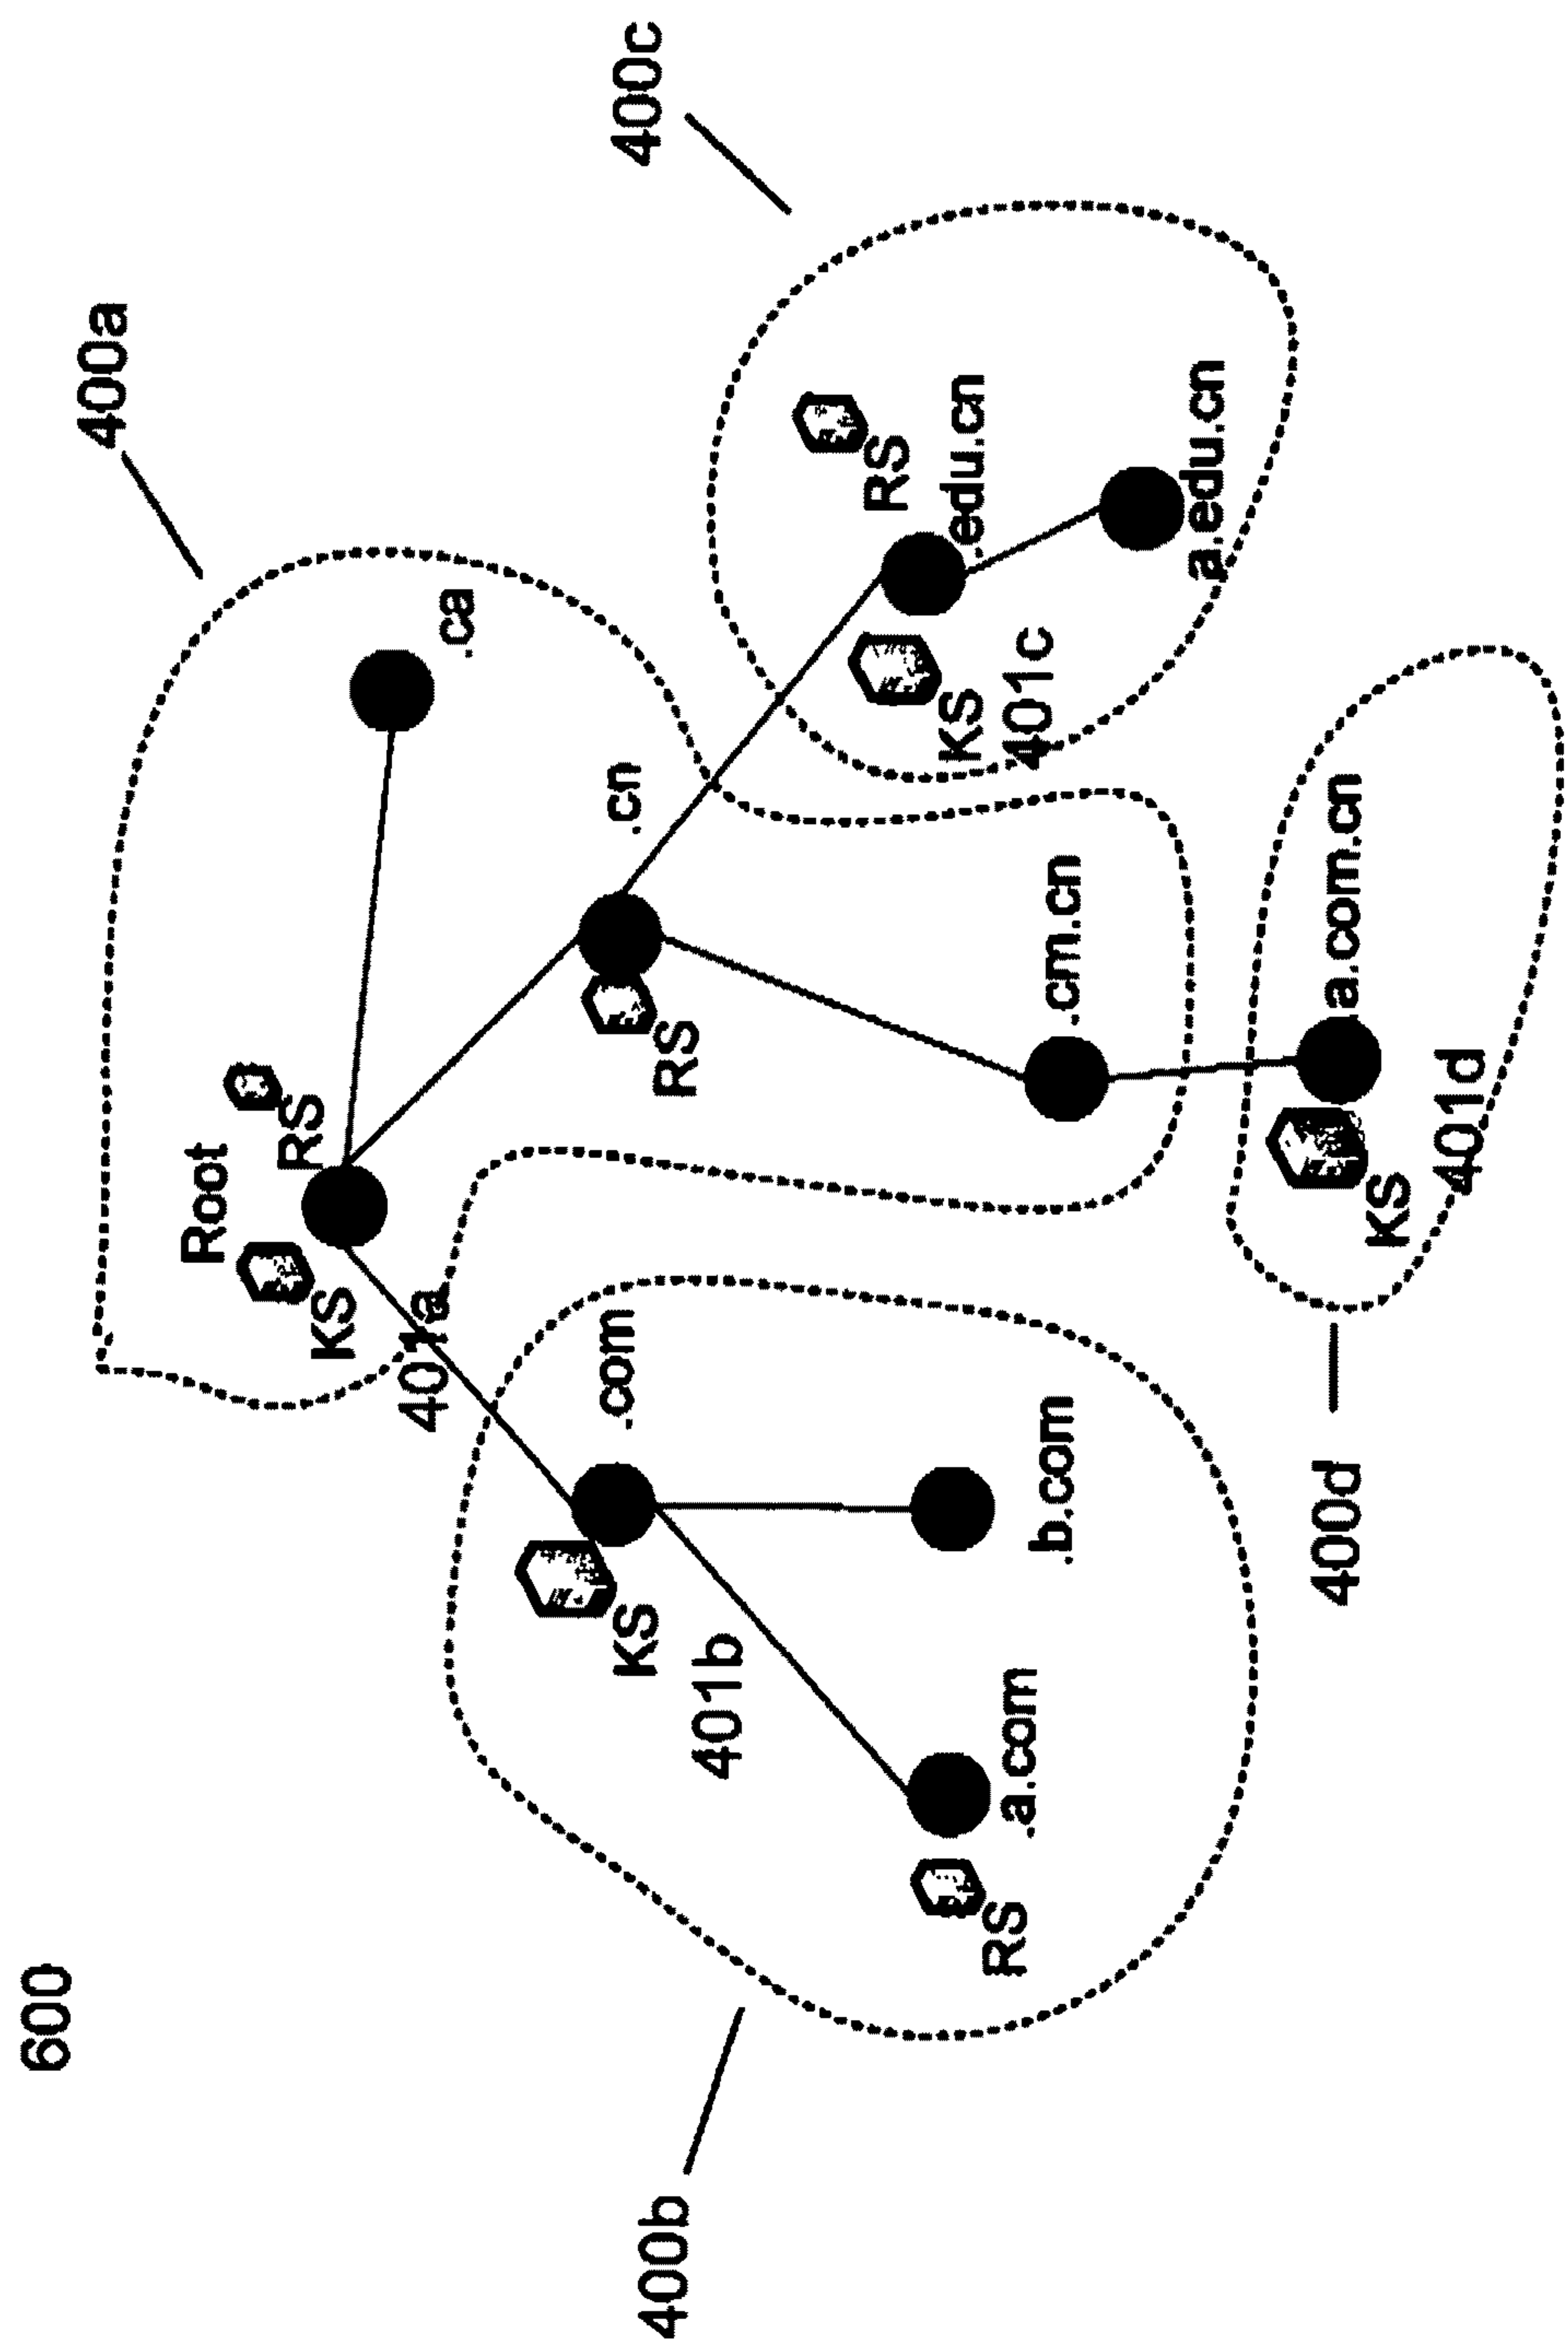 600
400a
Root
KS
RS
401a
.ca
.cn
RS
400c
RS
.edu.cn
KS
401c
a.edu.cn
400b
.com
KS
401b
.a.com
RS
.b.com
.cm.cn
a.com.cn
KS
401d
400d